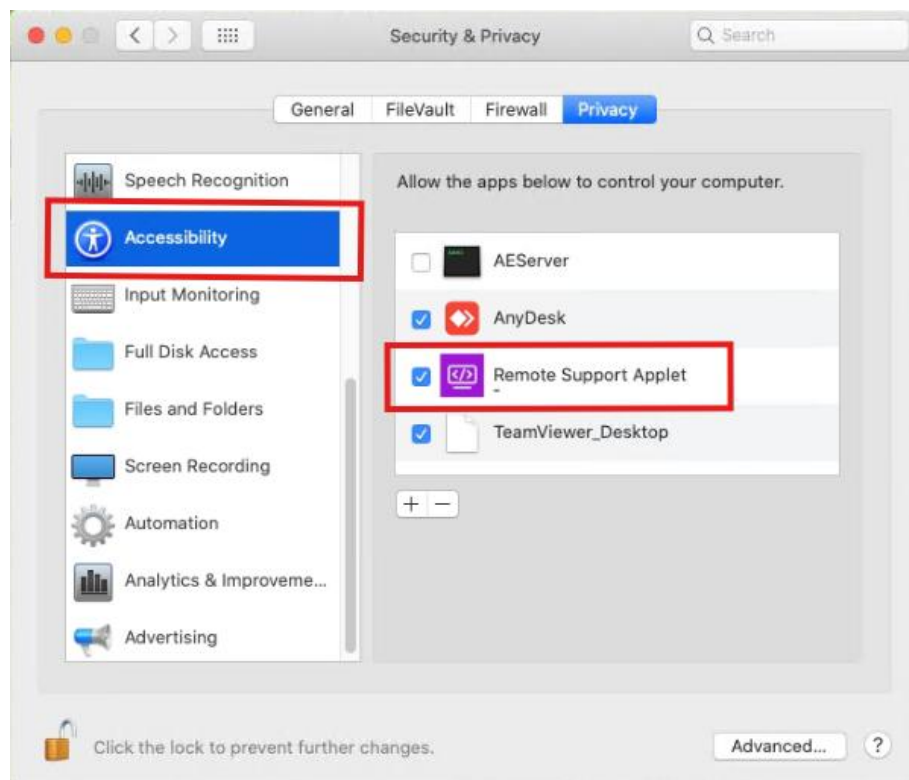 Security & Privacy
Search
General FileVault Firewall Privacy
Speech Recognition
Accessibility
Input Monitoring
Full Disk Access
Files and Folders
Screen Recording
Automation
Analytics & Improveme...
Advertising
Allow the apps below to control your computer.
AEServer
AnyDesk
Remote Support Applet
-
TeamViewer_Desktop
+ −
Click the lock to prevent further changes.
Advanced... ?